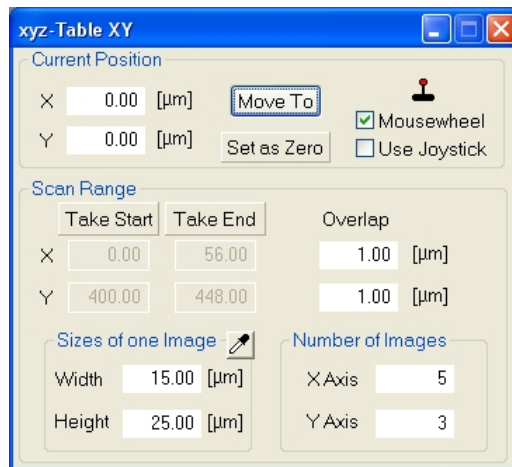 xyz-Table XY
Current Position
X 0.00 [µm] Move To
Mousewheel
Y 0.00 [µm] Set as Zero Use Joystick
Scan Range
Take Start Take End Overlap
X 0.00 56.00 1.00 [µm]
Y 400.00 448.00 1.00 [µm]
Sizes of one Image Number of Images
Width 15.00 [µm] X Axis 5
Height 25.00 [µm] Y Axis 3